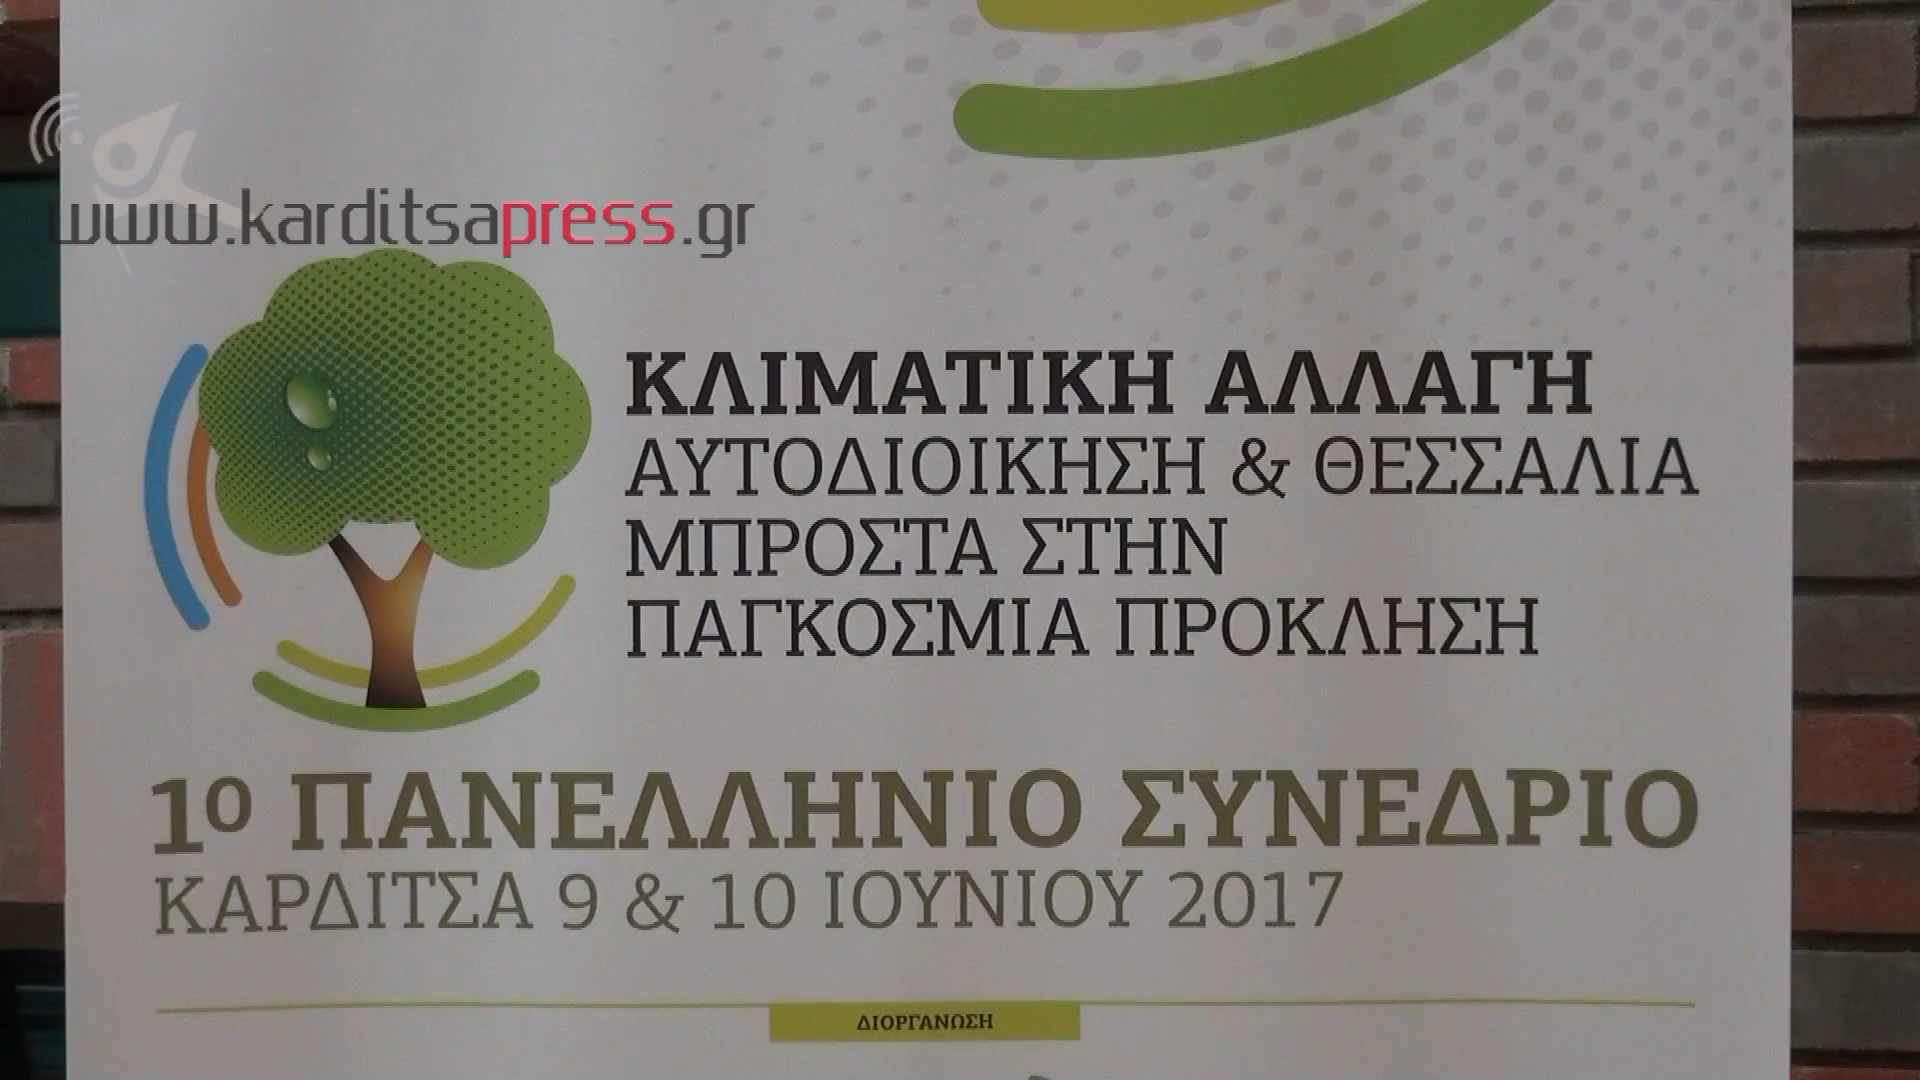 www.karditsapress.gr
ΚΛΙΜΑΤΙΚΗ ΑΛΛΑΓΗ
ΑΥΤΟΔΙΟΙΚΗΣΗ & ΘΕΣΣΑΛΙΑ
ΜΠΡΟΣΤΑ ΣΤΗΝ
ΠΑΓΚΟΣΜΙΑ ΠΡΟΚΛΗΣΗ
1ο ΠΑΝΕΛΛΗΝΙΟ ΣΥΝΕΔΡΙΟ
ΚΑΡΔΙΤΣΑ 9 & 10 ΙΟΥΝΙΟΥ 2017
ΔΙΟΡΓΑΝΩΣΗ